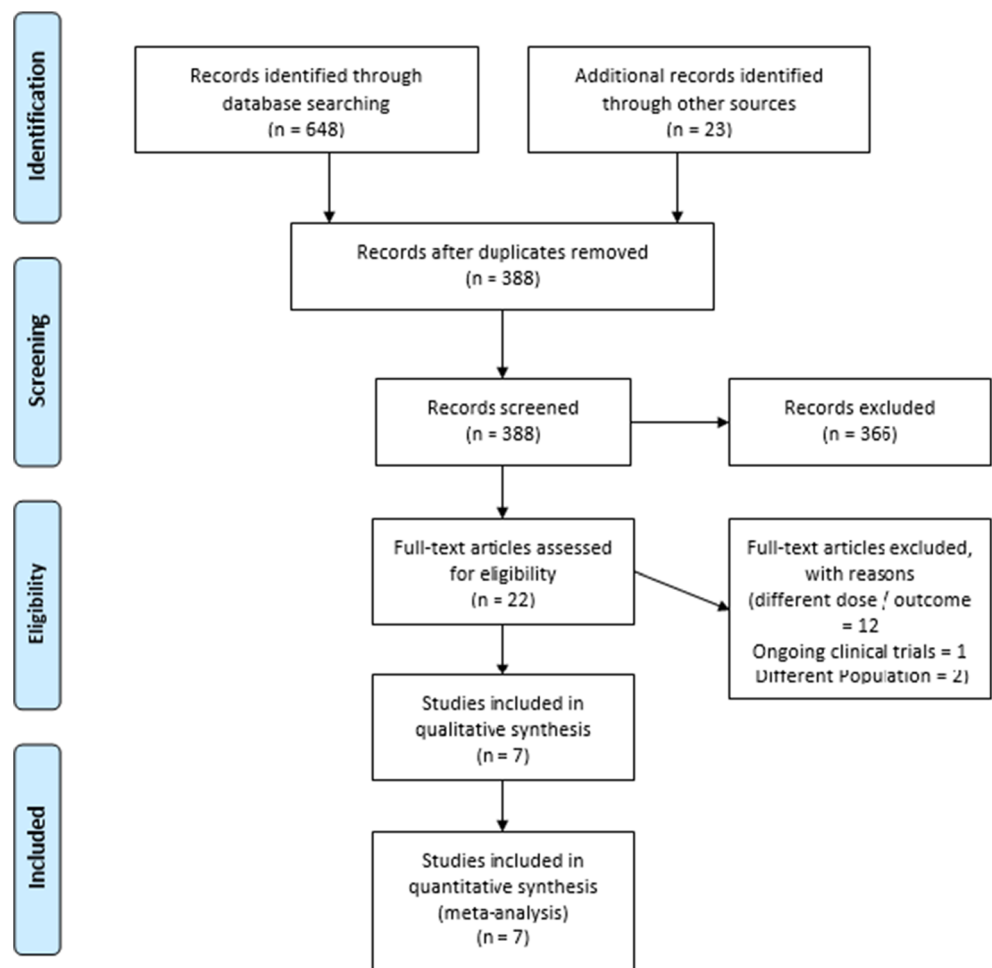 Identification
Records identified through
database searching
(n = 648)
Additional records identified
through other sources
(n = 23)
Records after duplicates removed
(n = 388)
Screening
Records screened
(n = 388)
Records excluded
(n = 366)
Eligibility
Full-text articles assessed
for eligibility
(n = 22)
Full-text articles excluded,
with reasons
(different dose / outcome
= 12
Ongoing clinical trials = 1
Different Population = 2)
Studies included in
qualitative synthesis
(n = 7)
Included
Studies included in
quantitative synthesis
(meta-analysis)
(n = 7)